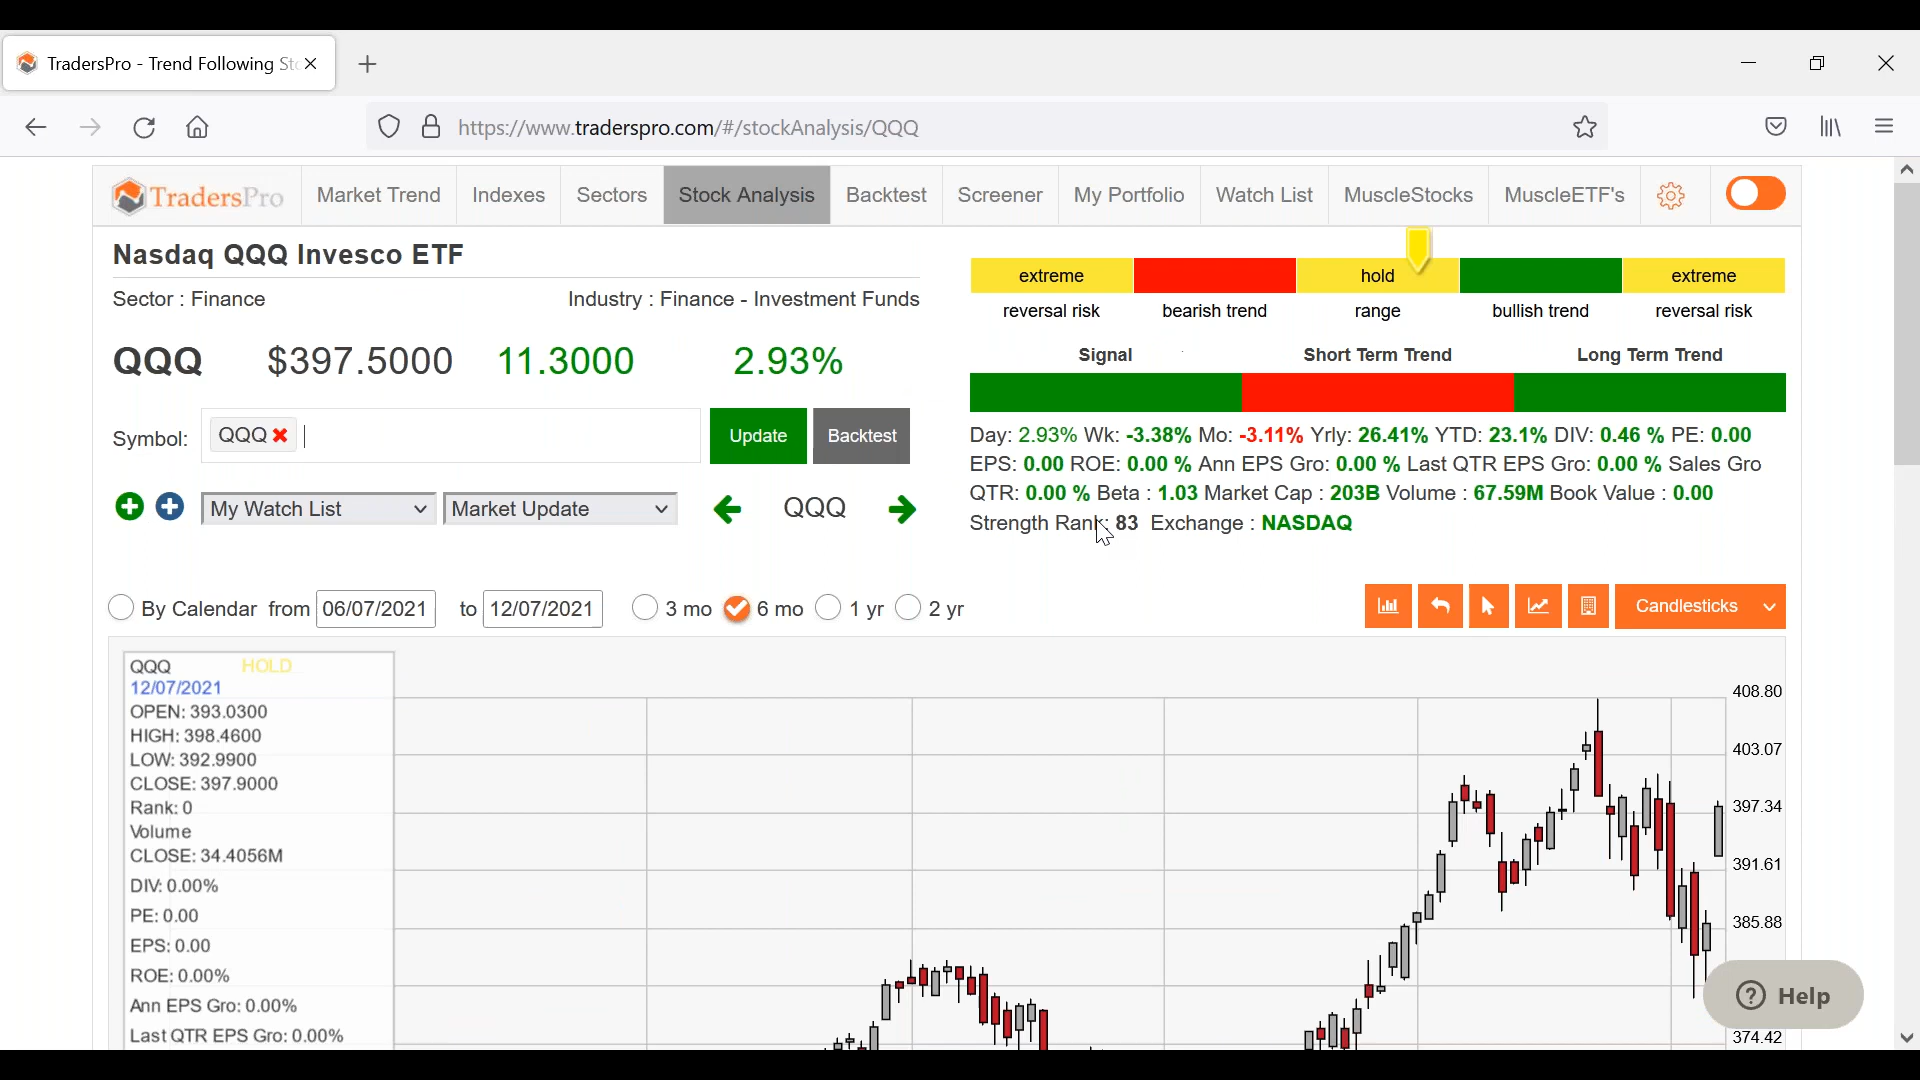 TradersPro - Trend Following Sto
https://www.traderspro.com/#/stockAnalysis/QQQ
TradersPro Market Trend Indexes Sectors Stock Analysis Backtest Screener My Portfolio Watch List MuscleStocks MuscleETF's
Nasdaq QQQ Invesco ETF
Sector : Finance Industry : Finance - Investment Funds
QQQ $397.5000 11.3000 2.93%
Symbol: QQQ Update Backtest
My Watch List Market Update QQQ
extreme hold extreme
reversal risk bearish trend range bullish trend reversal risk
Signal Short Term Trend Long Term Trend
Day: 2.93% Wk: -3.38% Mo: -3.11% Yrly: 26.41% YTD: 23.1% DIV: 0.46 % PE: 0.00
EPS: 0.00 ROE: 0.00 % Ann EPS Gro: 0.00 % Last QTR EPS Gro: 0.00 % Sales Gro
QTR: 0.00 % Beta : 1.03 Market Cap : 203B Volume : 67.59M Book Value : 0.00
Strength Rank: 83 Exchange : NASDAQ
By Calendar from 06/07/2021 to 12/07/2021 3 mo 6 mo 1 yr 2 yr Candlesticks
QQQ HOLD
12/07/2021
OPEN: 393.0300
HIGH: 398.4600
LOW: 392.9900
CLOSE: 397.9000
Rank: 0
Volume
CLOSE: 34.4056M
DIV: 0.00%
PE: 0.00
EPS: 0.00
ROE: 0.00%
Ann EPS Gro: 0.00%
Last QTR EPS Gro: 0.00%
408.80
403.07
397.34
391.61
385.88
374.42
Help